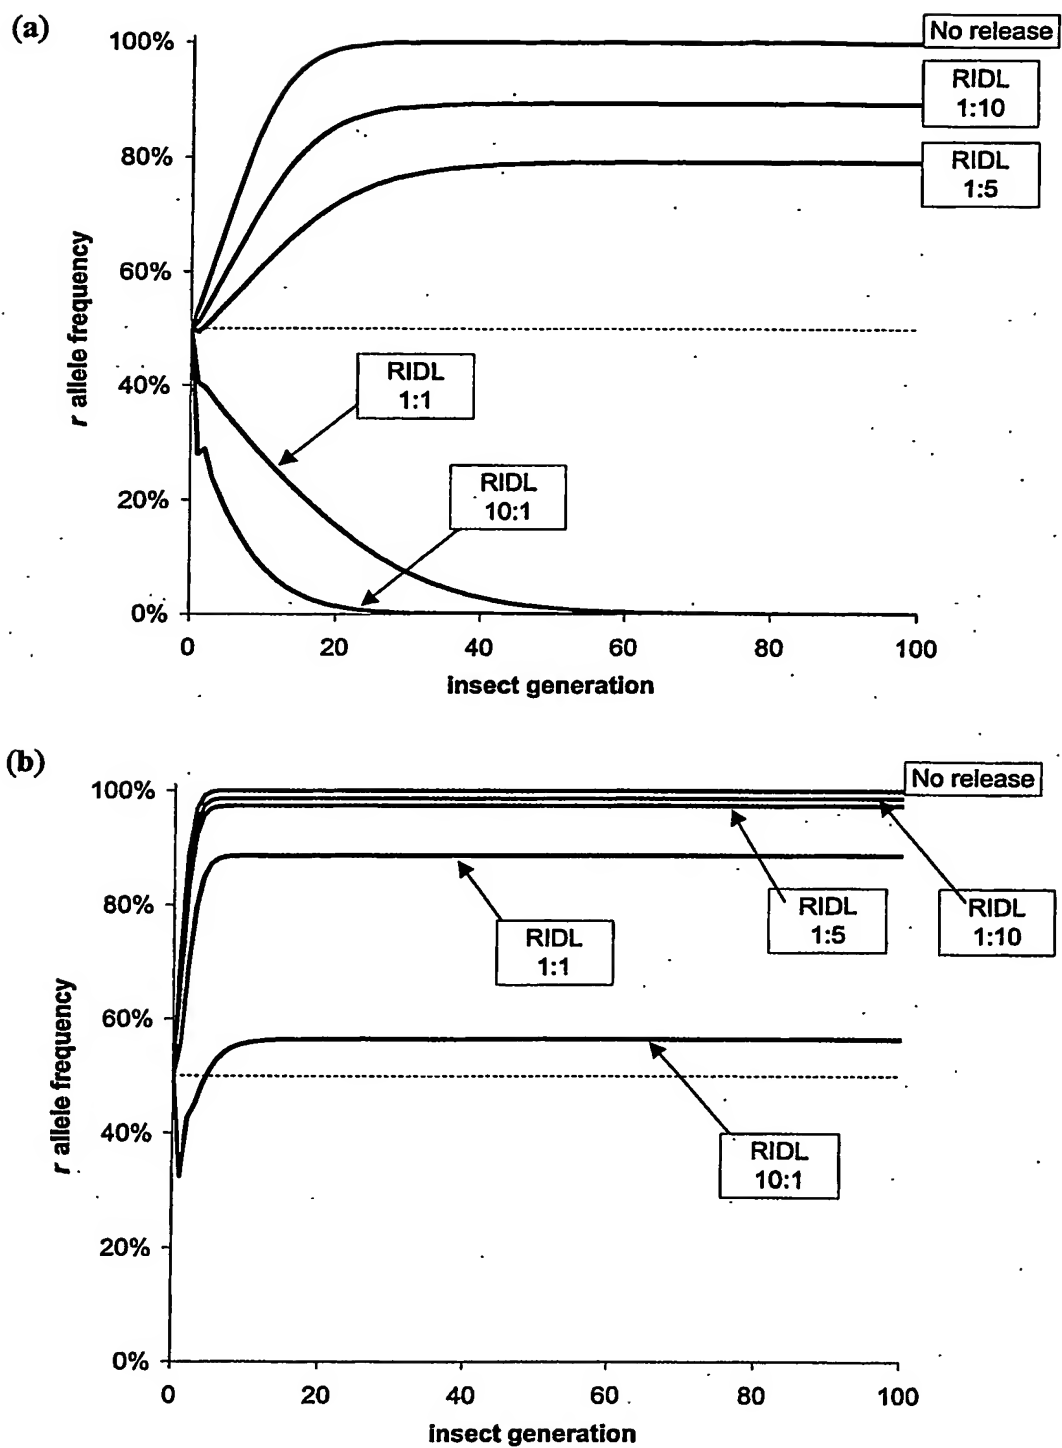 (a)
100%
80%
60%
40%
20%
0%
r allele frequency
No release
RIDL
1:10
RIDL
1:5
RIDL
1:1
RIDL
10:1
0 20 40 60 80 100
insect generation
(b)
100%
80%
60%
40%
20%
0%
r allele frequency
No release
RIDL
1:5
RIDL
1:10
RIDL
1:1
RIDL
10:1
0 20 40 60 80 100
insect generation